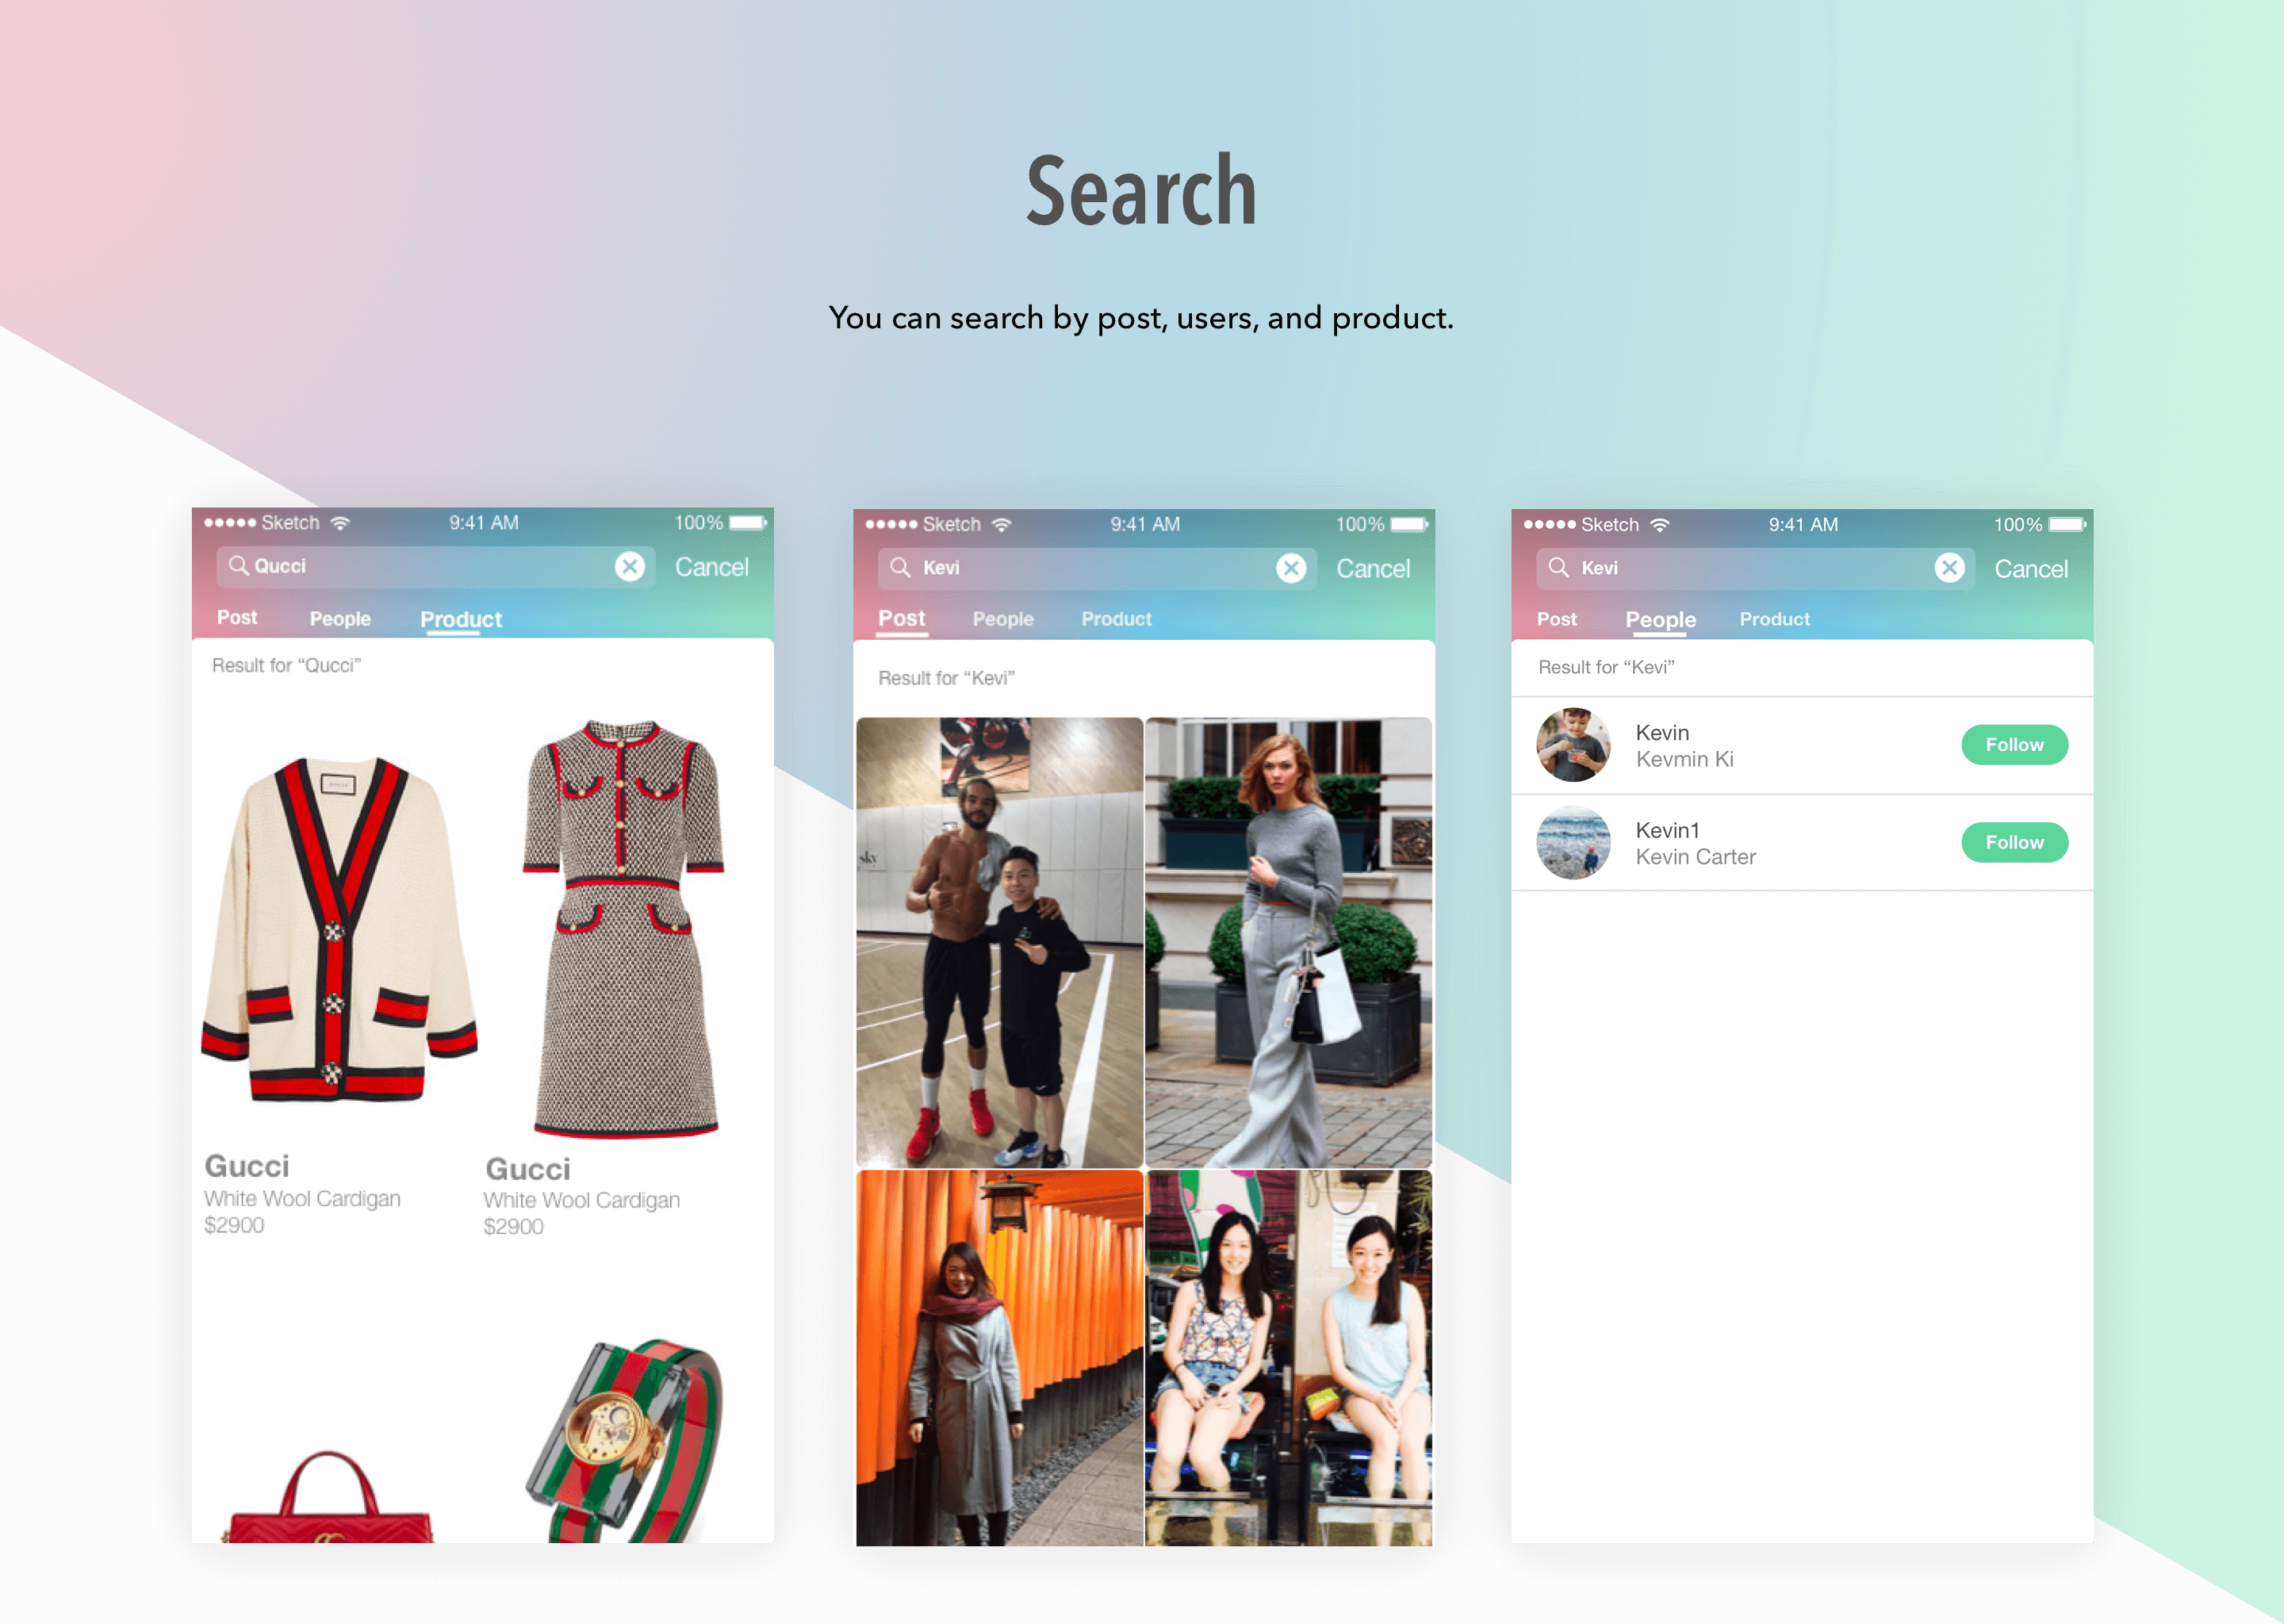 Search
You can search by post, users, and product.
Sketch 9:41 AM 100%
Qucci Cancel
Post People Product
Result for “Qucci”
Gucci
White Wool Cardigan
$2900
Gucci
White Wool Cardigan
$2900
Sketch 9:41 AM 100%
Kevi Cancel
Post People Product
Result for “Kevi”
sky
Sketch 9:41 AM 100%
Kevi Cancel
Post People Product
Result for “Kevi”
Kevin
Kevmin Ki
Follow
Kevin1
Kevin Carter
Follow